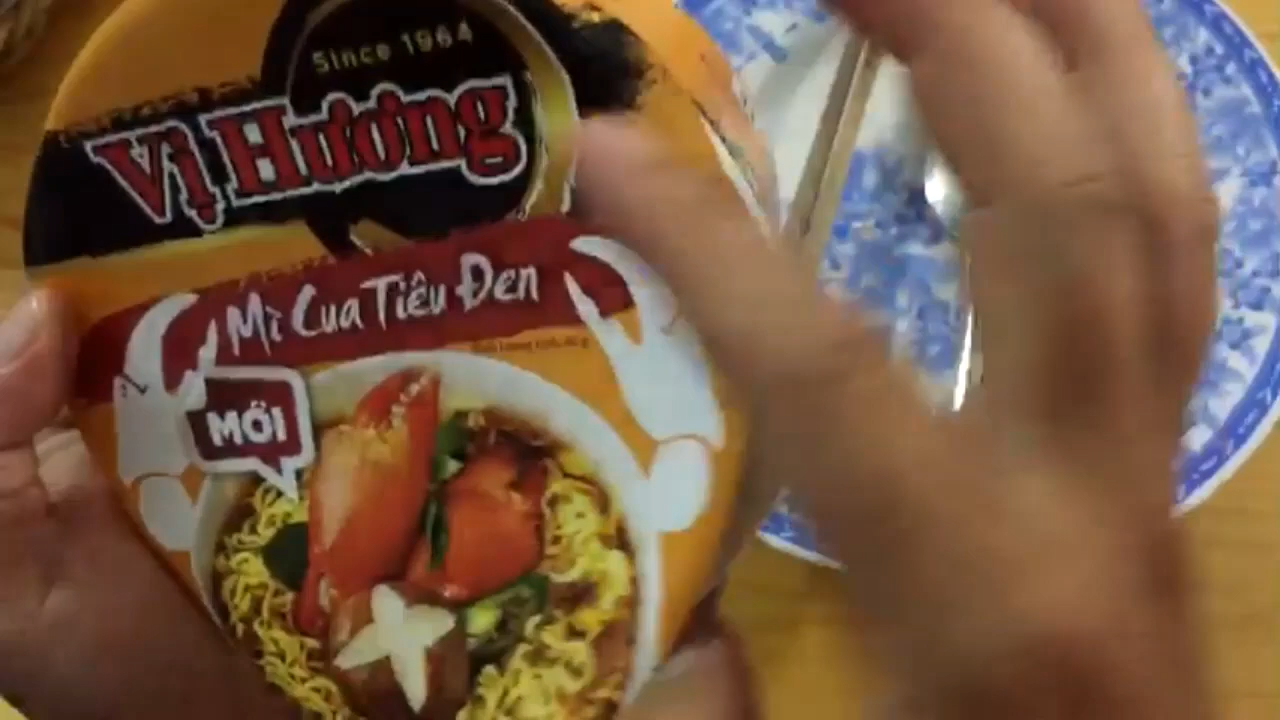 Since 1964
Vị Hương
Mì Cua Tiêu Đen
MỚI